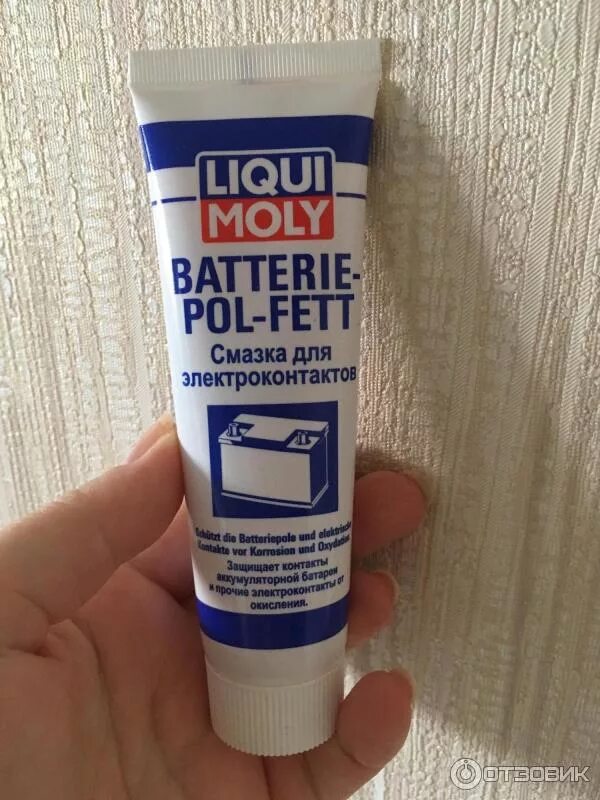 LIQUI
MOLY
BATTERIE-
POL-FETT
Смазка для
электроконтактов
Schützt die Batteriepole und elektrische
Kontakte vor Korrosion und Oxydation.
Защищает контакты
аккумуляторной батареи
и прочие электроконтакты от
окисления.
ОТЗОВИК